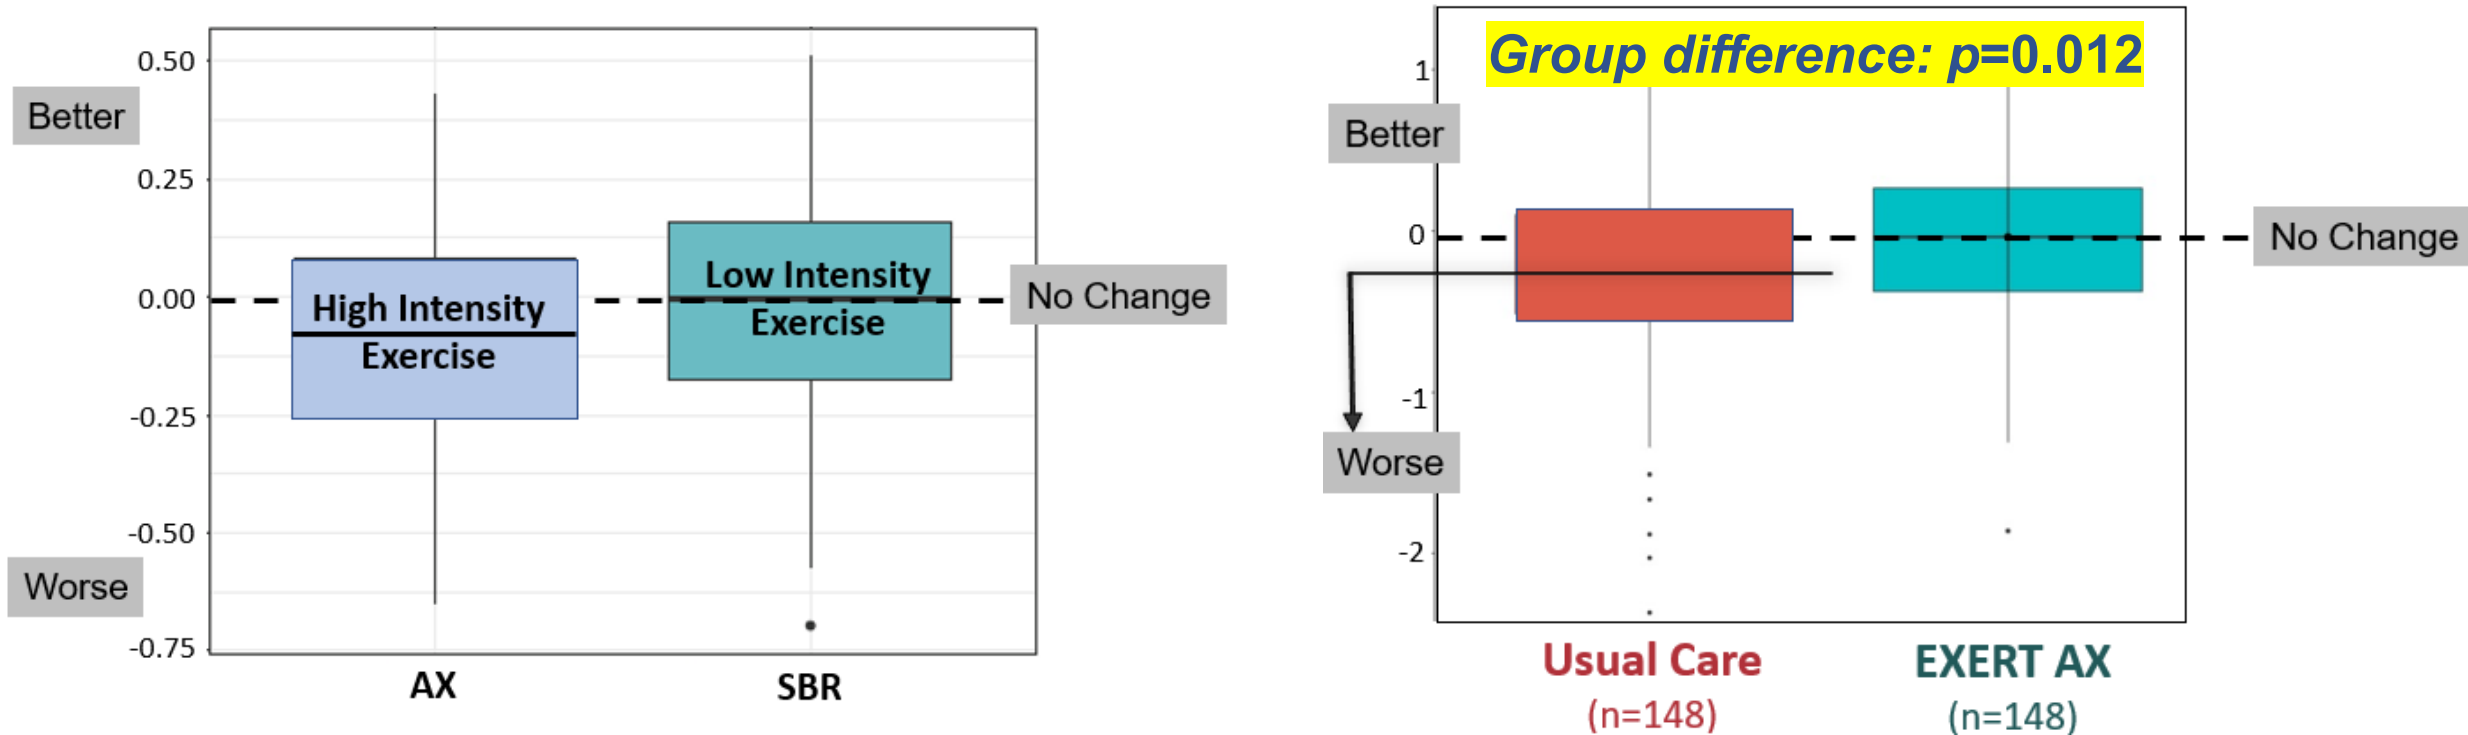 0.50
Better
0.25
0.00
-0.25
-0.50
Worse
-0.75
High Intensity
Exercise
Low Intensity
Exercise
No Change
AX
SBR
Group difference: p=0.012
1
Better
0
No Change
-1
Worse
-2
Usual Care
(n=148)
EXERT AX
(n=148)